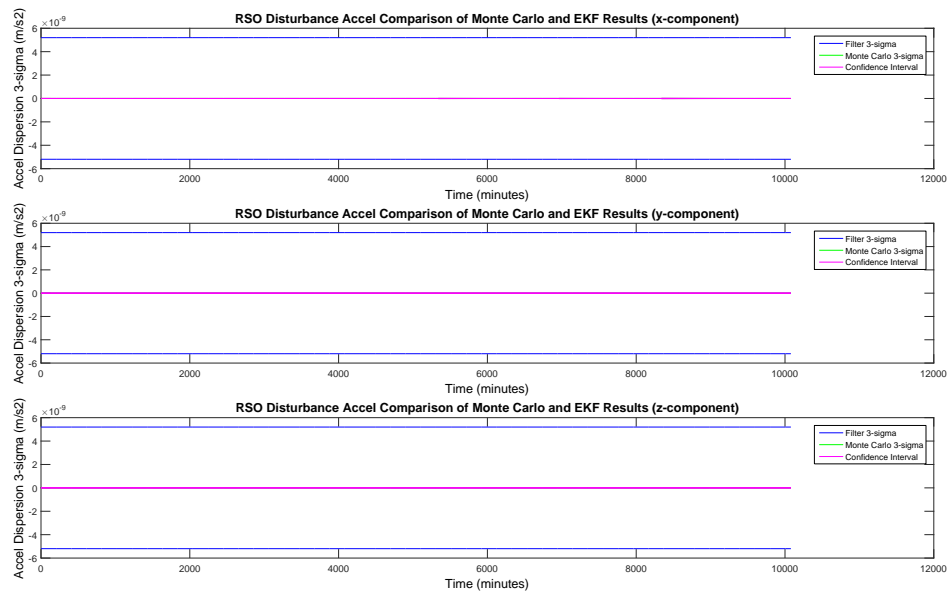 RSO Disturbance Accel Comparison of Monte Carlo and EKF Results (x-component)
×10⁻⁹
Accel Dispersion 3-sigma (m/s2)
6
4
2
0
-2
-4
-6
Filter 3-sigma
Monte Carlo 3-sigma
Confidence Interval
0 2000 4000 6000 8000 10000 12000
Time (minutes)
RSO Disturbance Accel Comparison of Monte Carlo and EKF Results (y-component)
×10⁻⁹
Accel Dispersion 3-sigma (m/s2)
6
4
2
0
-2
-4
-6
Filter 3-sigma
Monte Carlo 3-sigma
Confidence Interval
0 2000 4000 6000 8000 10000 12000
Time (minutes)
RSO Disturbance Accel Comparison of Monte Carlo and EKF Results (z-component)
×10⁻⁹
Accel Dispersion 3-sigma (m/s2)
6
4
2
0
-2
-4
-6
Filter 3-sigma
Monte Carlo 3-sigma
Confidence Interval
0 2000 4000 6000 8000 10000 12000
Time (minutes)